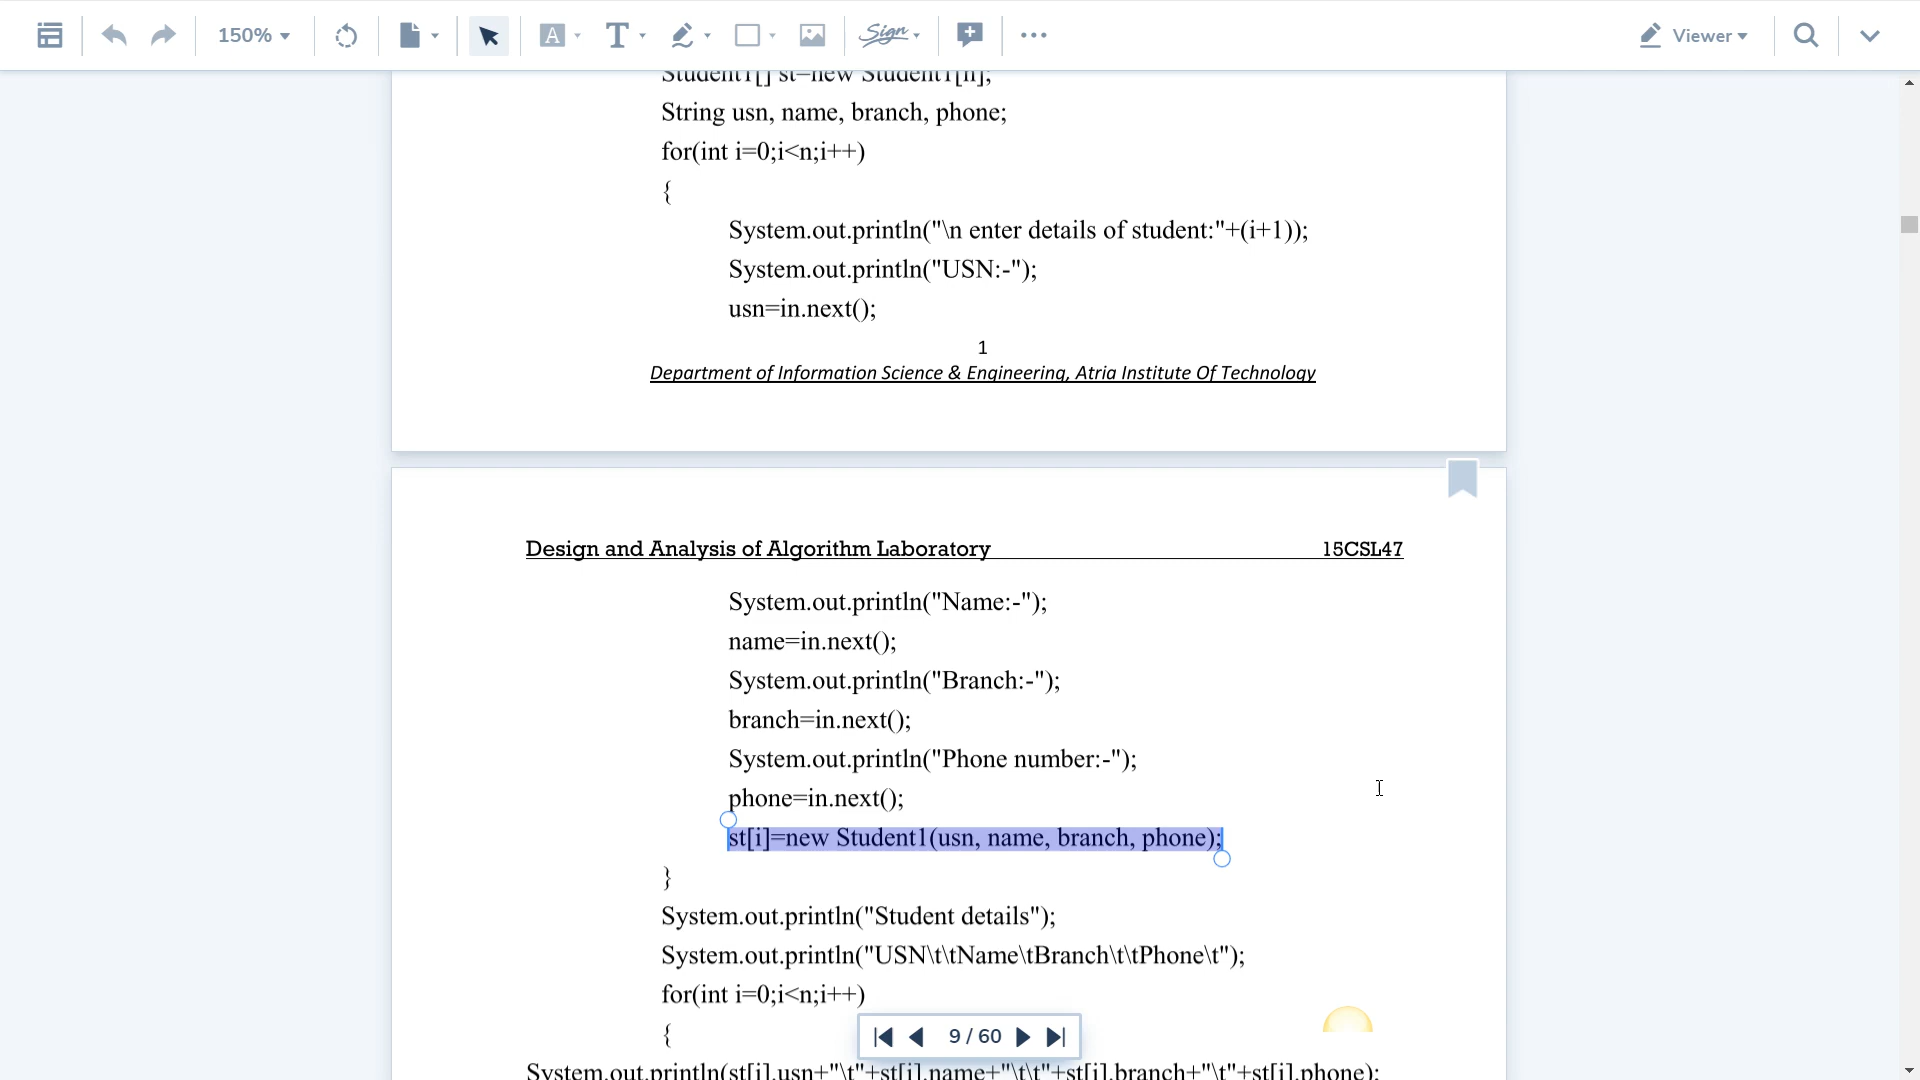 150%
A
T
Sign
Viewer
Student1[] st=new Student1[n];
String usn, name, branch, phone;
for(int i=0;i<n;i++)
{
System.out.println("\n enter details of student:"+(i+1));
System.out.println("USN:-");
usn=in.next();
1
Department of Information Science & Engineering, Atria Institute Of Technology
Design and Analysis of Algorithm Laboratory 15CSL47
System.out.println("Name:-");
name=in.next();
System.out.println("Branch:-");
branch=in.next();
System.out.println("Phone number:-");
phone=in.next();
st[i]=new Student1(usn, name, branch, phone);
}
System.out.println("Student details");
System.out.println("USN\t\tName\tBranch\t\tPhone\t");
for(int i=0;i<n;i++)
{
9 / 60
System.out.println(st[i].usn+"\t"+st[i].name+"\t\t"+st[i].branch+"\t"+st[i].phone);